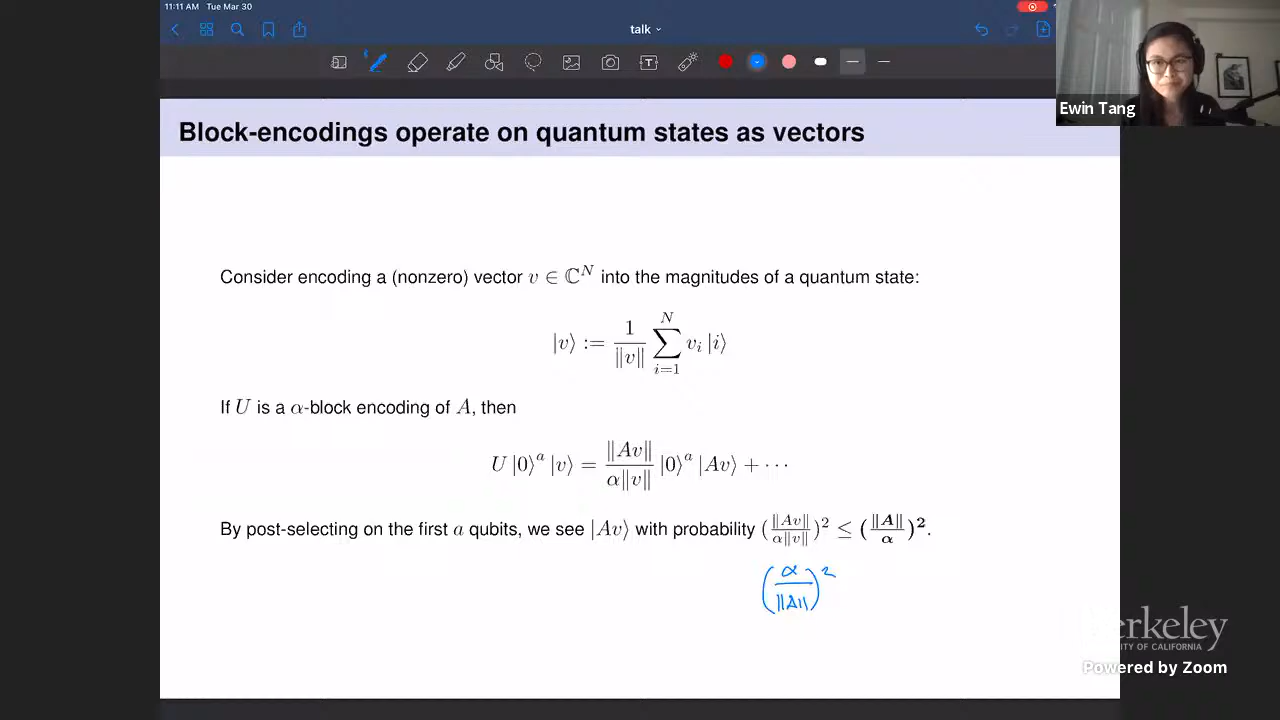 11:11 AM Tue Mar 30
talk
Ewin Tang
Block-encodings operate on quantum states as vectors
Consider encoding a (nonzero) vector v ∈ ℂ^N into the magnitudes of a quantum state:
|v⟩ := 1/‖v‖ ∑_{i=1}^{N} v_i |i⟩
If U is a α-block encoding of A, then
U |0⟩^a |v⟩ = ‖Av‖/(α‖v‖) |0⟩^a |Av⟩ + ···
By post-selecting on the first a qubits, we see |Av⟩ with probability (‖Av‖/(α‖v‖))² ≤ (‖A‖/α)².
(α/‖A‖)²
Berkeley
UNIVERSITY OF CALIFORNIA
Powered by Zoom